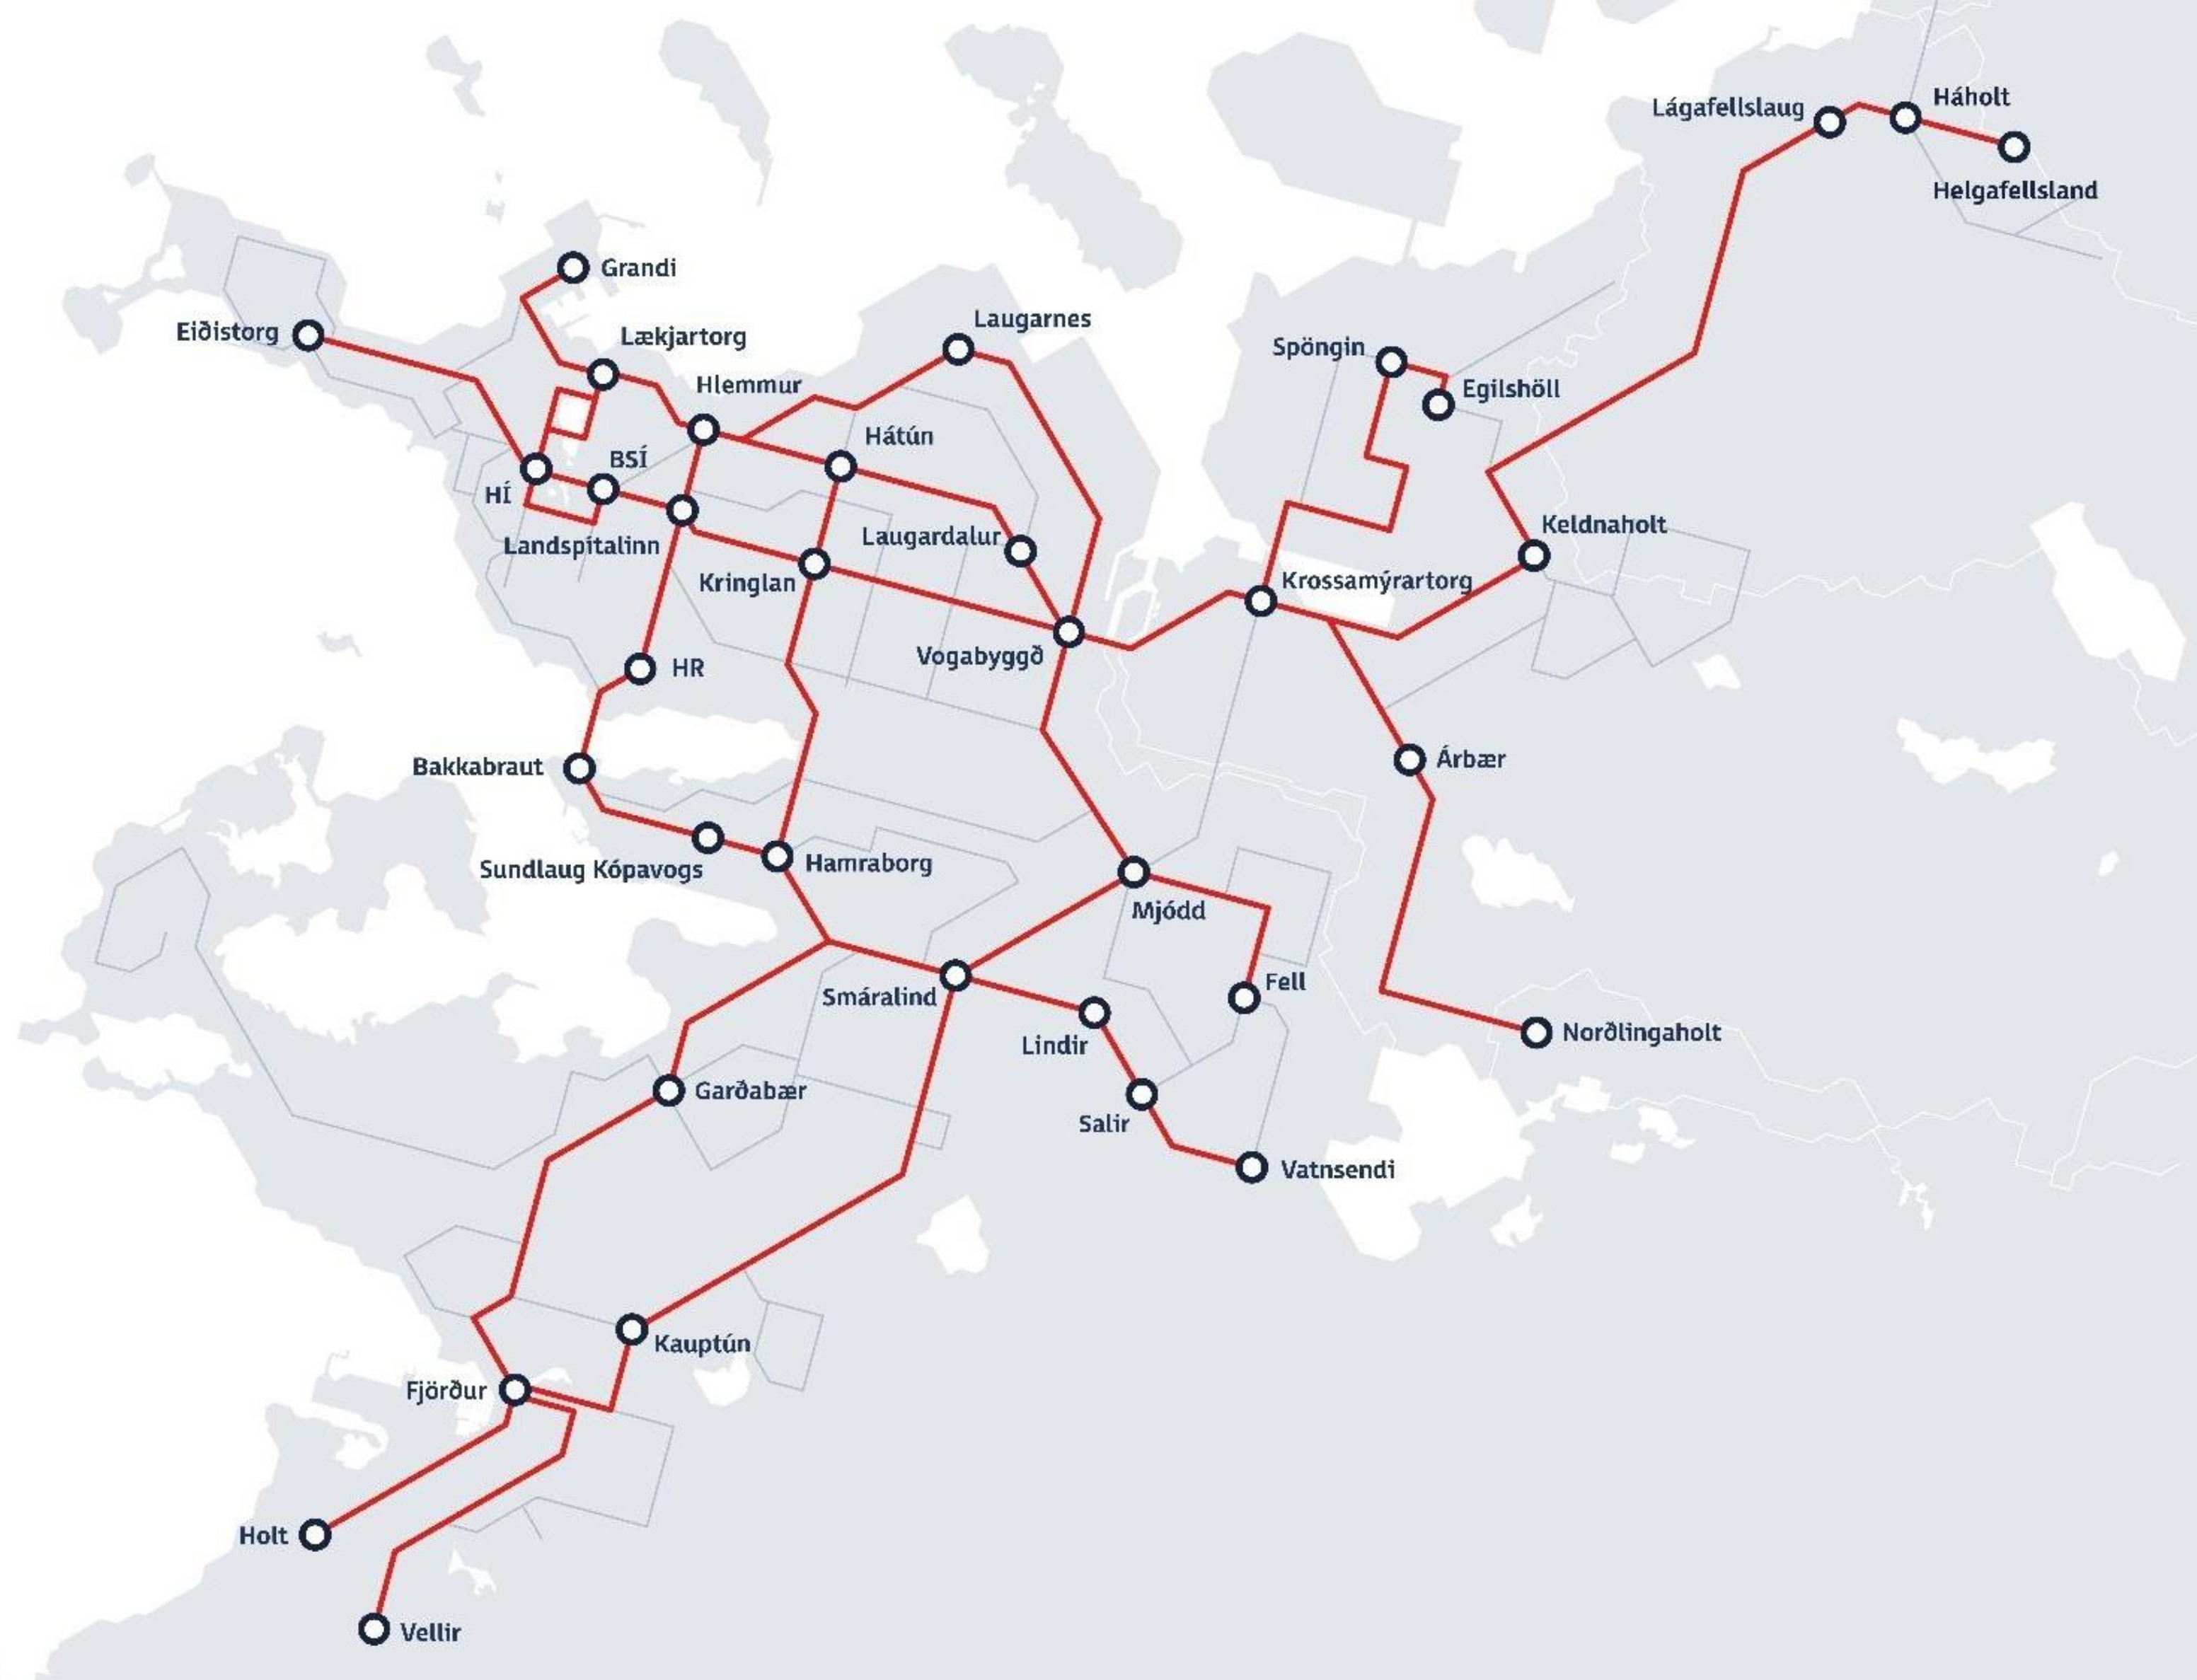 Háholt
Lágafellslaug
Helgafellsland
Grandi
Laugarnes
Eiðistorg
Lækjartorg
Spöngin
Hlemmur
Egilshöll
Hátún
BSÍ
HÍ
Keldnaholt
Laugardalur
Landspítalinn
Kringlan
Krossamýrartorg
Vogabyggð
HR
Árbær
Bakkabraut
Hamraborg
Sundlaug Kópavogs
Mjódd
Fell
Smáralind
Norðlingaholt
Lindir
Garðabær
Salir
Vatnsendi
Kauptún
Fjörður
Holt
Vellir